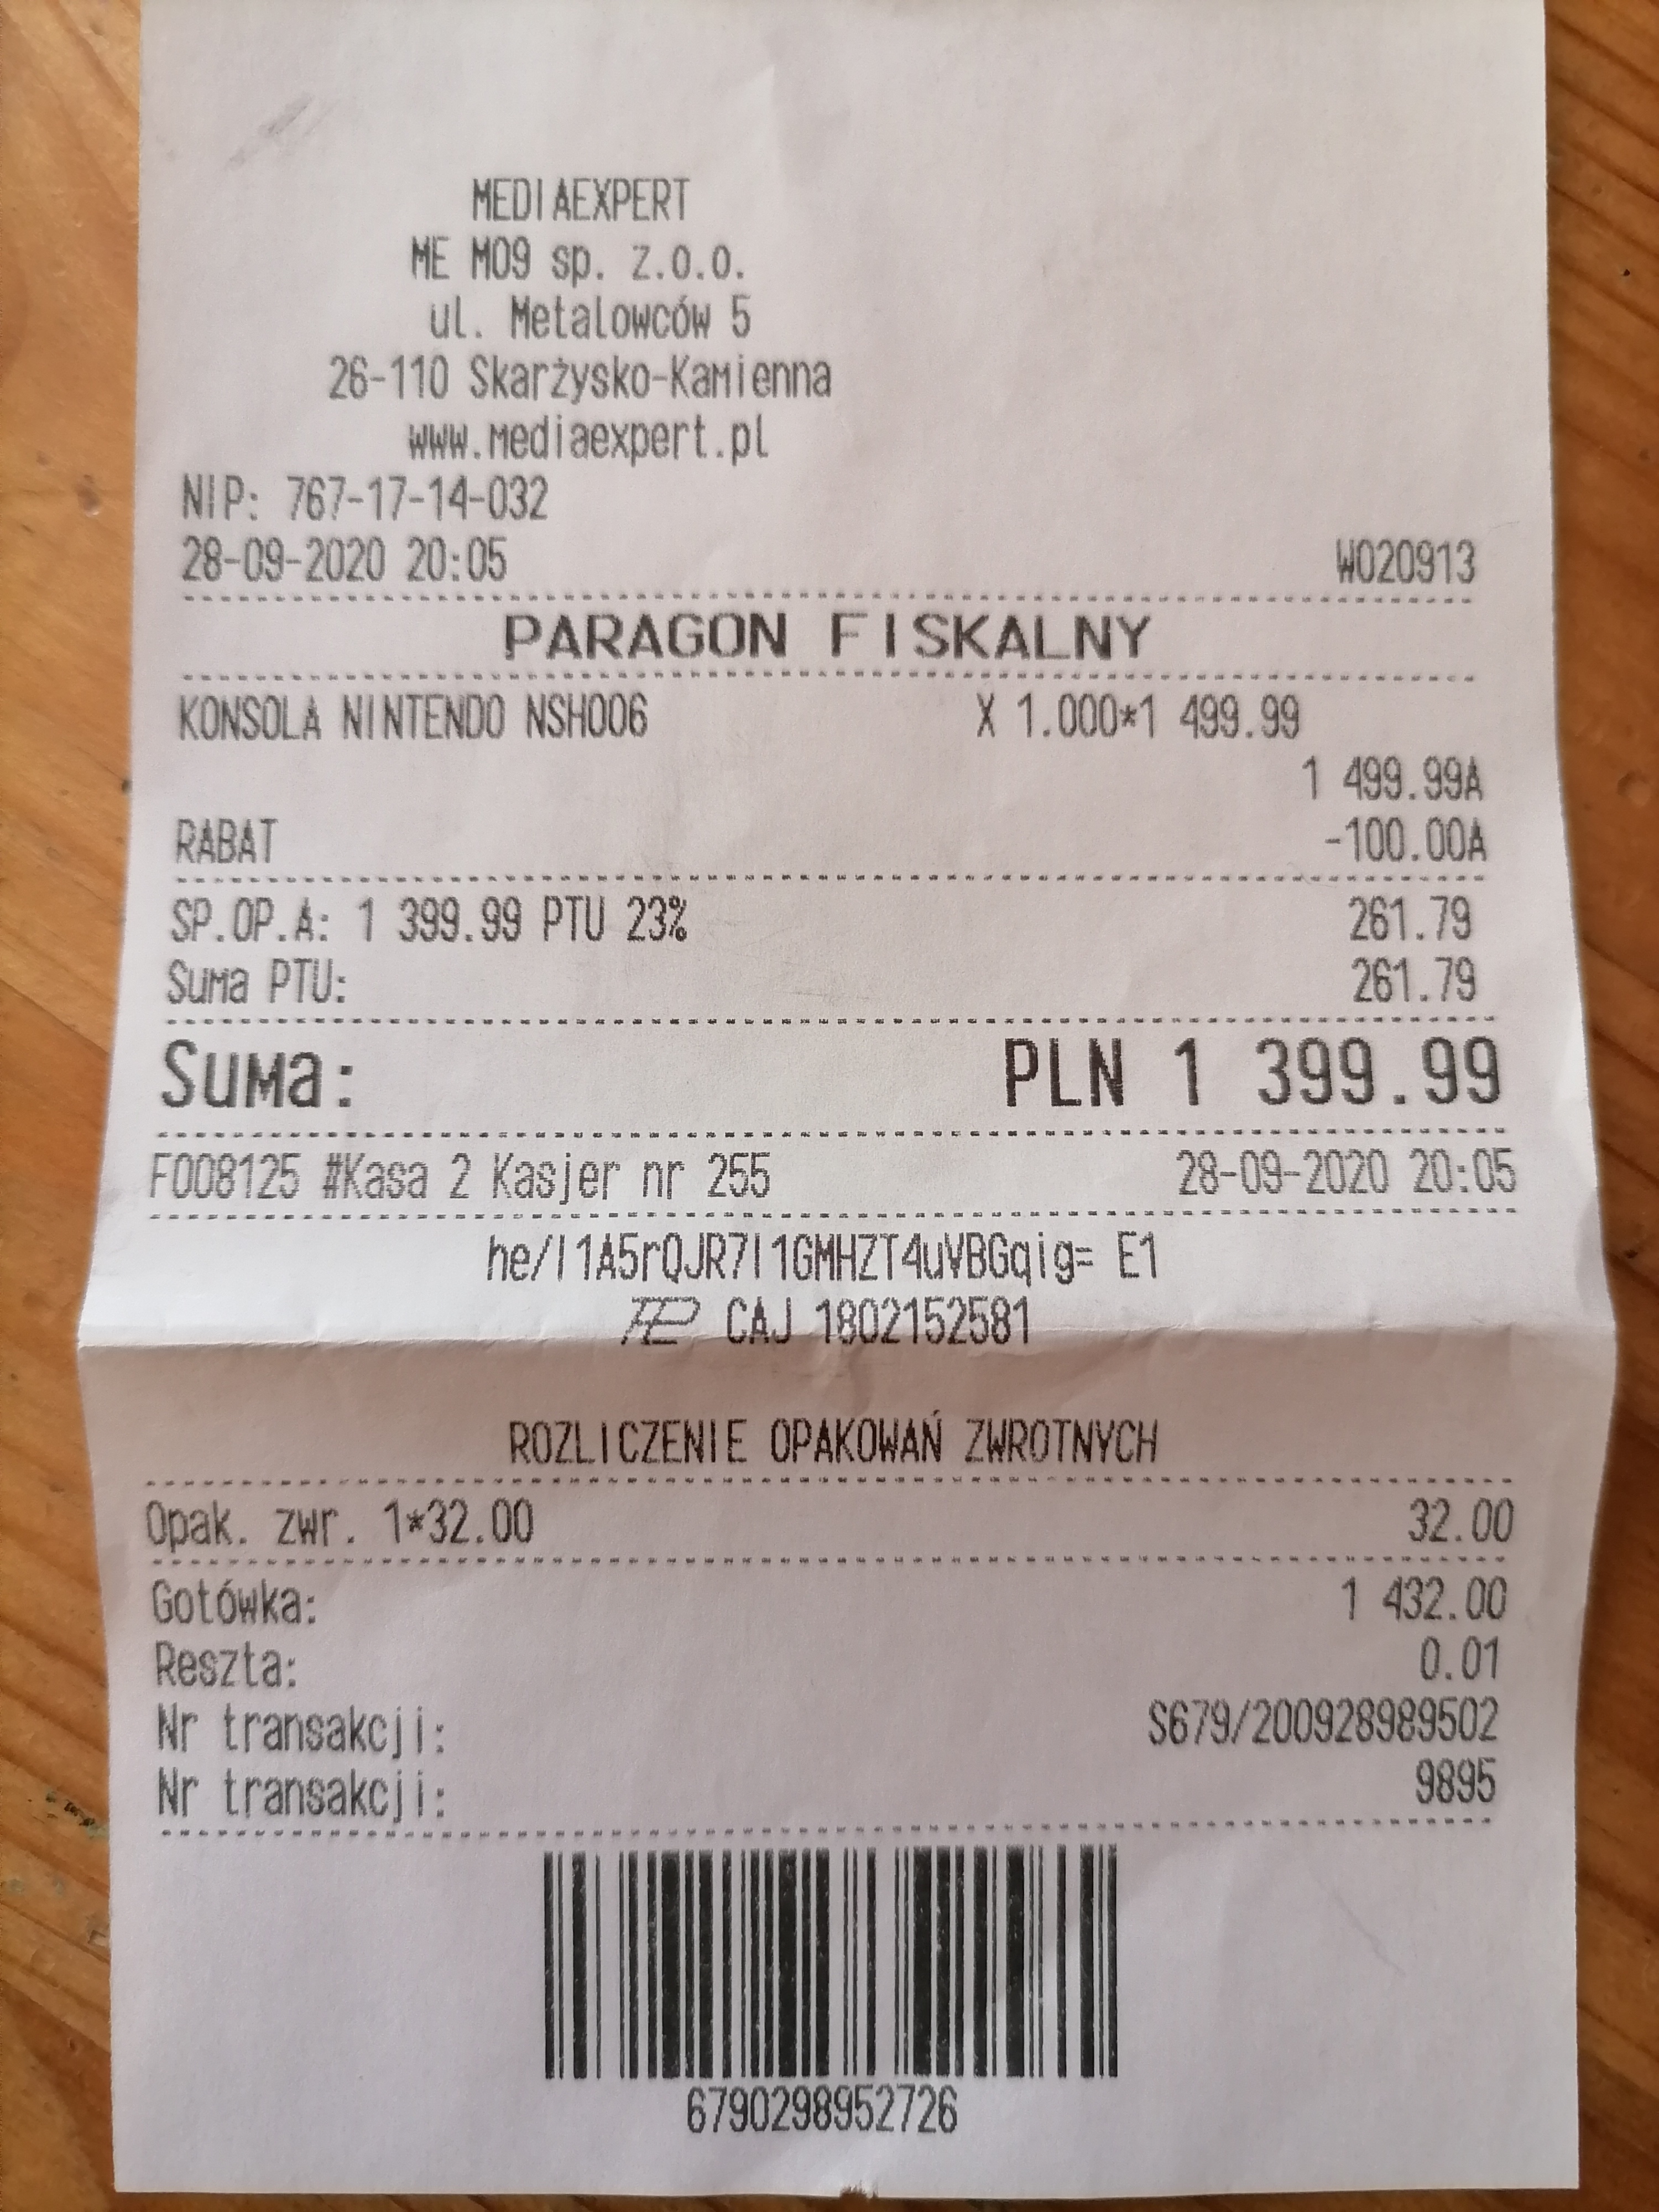 MEDIAEXPERT
ME M09 sp. z.o.o.
ul. Metalowców 5
26-110 Skarżysko-Kamienna
www.mediaexpert.pl
NIP: 767-17-14-032
28-09-2020 20:05 W020913
PARAGON FISKALNY
KONSOLA NINTENDO NSH006 X 1.000*1 499.99
1 499.99A
RABAT -100.00A
SP.OP.A: 1 399.99 PTU 23% 261.79
Suma PTU: 261.79
Suma: PLN 1 399.99
F008125 #Kasa 2 Kasjer nr 255 28-09-2020 20:05
he/I1A5rQJR7I1GMHZT4uVBGqig= E1
CAJ 1802152581
ROZLICZENIE OPAKOWAŃ ZWROTNYCH
Opak. zwr. 1*32.00 32.00
Gotówka: 1 432.00
Reszta: 0.01
Nr transakcji: S679/200928989502
Nr transakcji: 9895
6790298952726